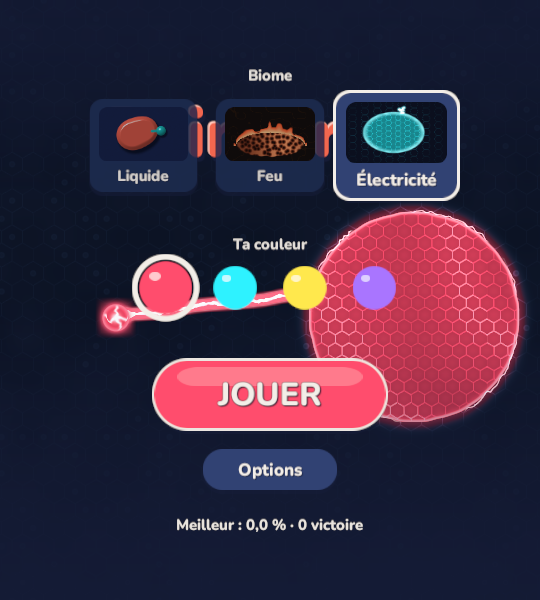 Biome
Liquide
Feu
Électricité
Ta couleur
JOUER
Options
Meilleur : 0,0 % · 0 victoire